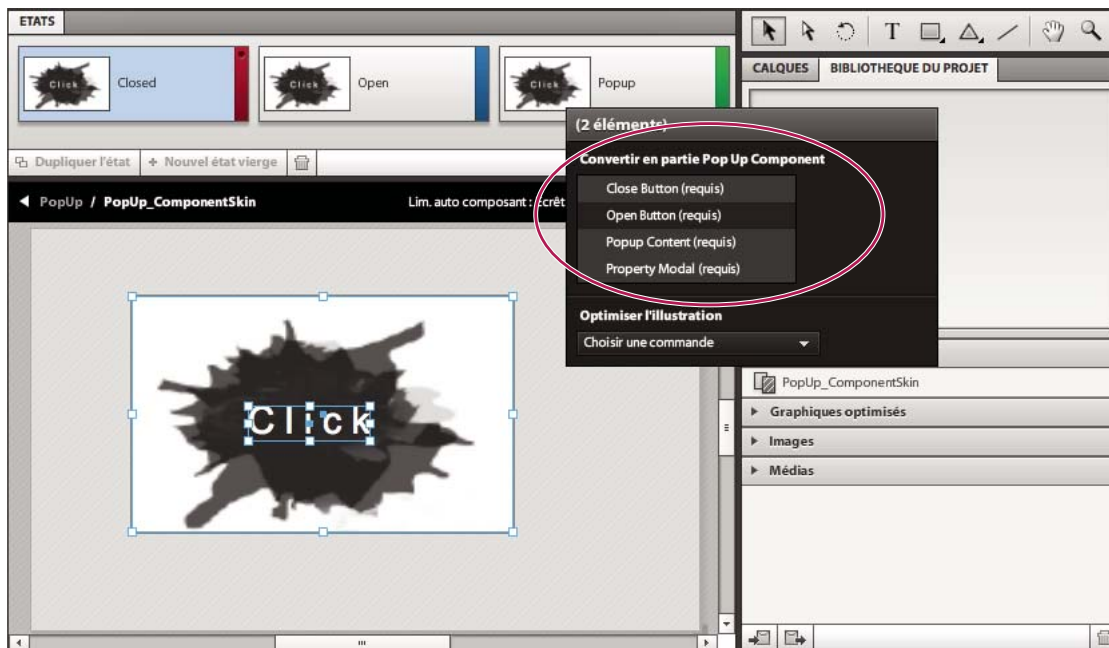 ETATS
Click
Closed
Click
Open
Click
Popup
Dupliquer l'état + Nouvel état vierge
PopUp / PopUp_ComponentSkin
Lim. auto composant : Ecrêt
Click
T
CALQUES BIBLIOTHEQUE DU PROJET
(2 éléments)
Convertir en partie Pop Up Component
Close Button (requis)
Open Button (requis)
Popup Content (requis)
Property Modal (requis)
Optimiser l'illustration
Choisir une commande
PopUp_ComponentSkin
Graphiques optimisés
Images
Médias